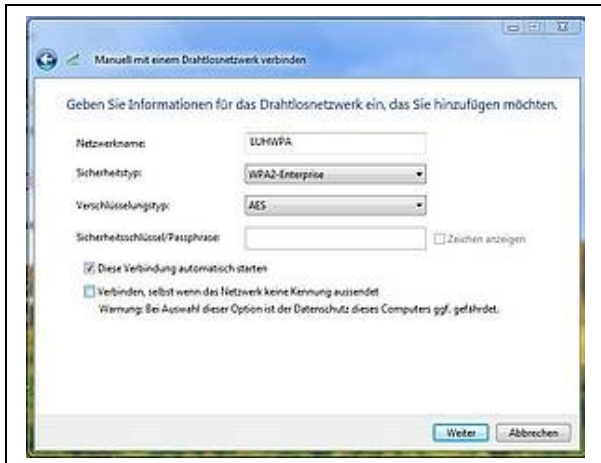 Manuell mit einem Drahtlosnetzwerk verbinden
Geben Sie Informationen für das Drahtlosnetzwerk ein, das Sie hinzufügen möchten.
Netzwerkname: LUHWPA
Sicherheitstyp: WPA2-Enterprise
Verschlüsselungstyp: AES
Sicherheitsschlüssel/Passphrase: Zeichen anzeigen
Diese Verbindung automatisch starten
Verbinden, selbst wenn das Netzwerk keine Kennung aussendet
Warnung: Bei Auswahl dieser Option ist der Datenschutz dieses Computers ggf. gefährdet.
Weiter Abbrechen